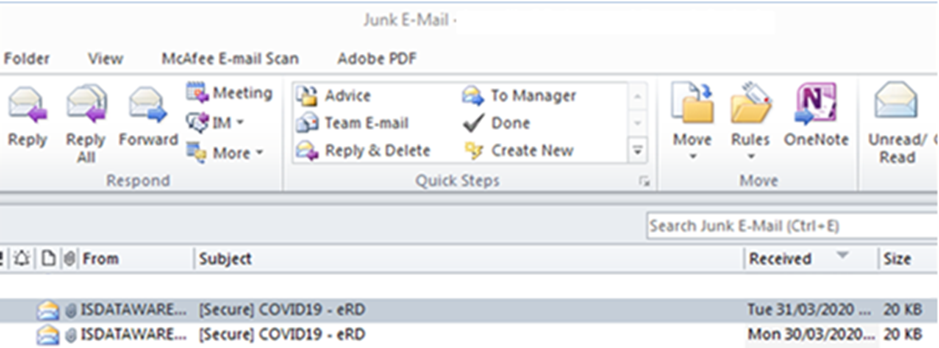 Junk E-Mail -
Folder View McAfee E-mail Scan Adobe PDF
Reply Reply All Forward Meeting IM More
Respond
Advice To Manager
Team E-mail Done
Reply & Delete Create New
Quick Steps
Move Rules OneNote
Move
Unread/ Read
Search Junk E-Mail (Ctrl+E)
! From Subject Received Size
ISDATAWARE... [Secure] COVID19 - eRD Tue 31/03/2020 ... 20 KB
ISDATAWARE... [Secure] COVID19 - eRD Mon 30/03/2020... 20 KB